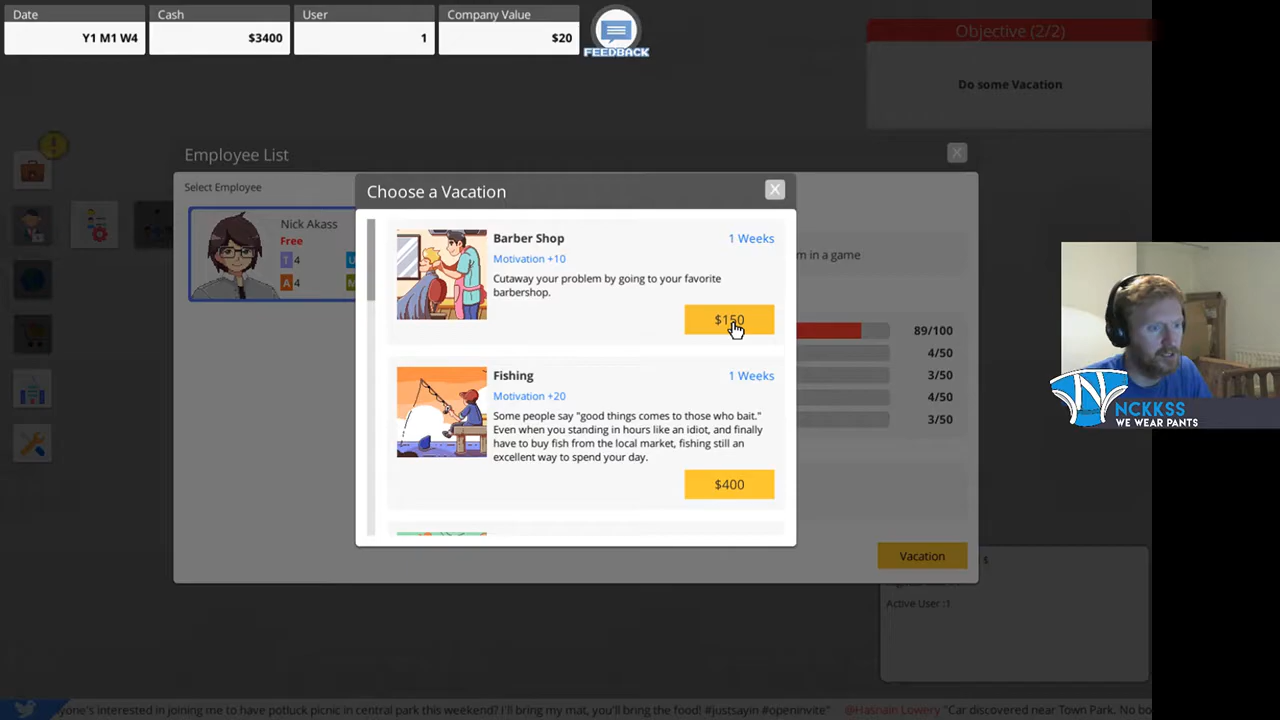 Date
Y1 M1 W4
Cash
$3400
User
1
Company Value
$20
FEEDBACK
Objective (2/2)
Do some Vacation
Employee List
Select Employee
Nick Akass
Free
T 4
A 4
Choose a Vacation
Barber Shop
1 Weeks
Motivation +10
Cutaway your problem by going to your favorite
barbershop.
$150
Fishing
1 Weeks
Motivation +20
Some people say "good things comes to those who bait."
Even when you standing in hours like an idiot, and finally
have to buy fish from the local market, fishing still an
excellent way to spend your day.
$400
m in a game
89/100
4/50
3/50
4/50
3/50
Vacation
Active User :1
NCKKSS
WE WEAR PANTS
yone's interested in joining me to have potluck picnic in central park this weekend? I'll bring my mat, you'll bring the food! #justsayin #openinvite"
@Hasnain Lowery "Car discovered near Town Park. No bo